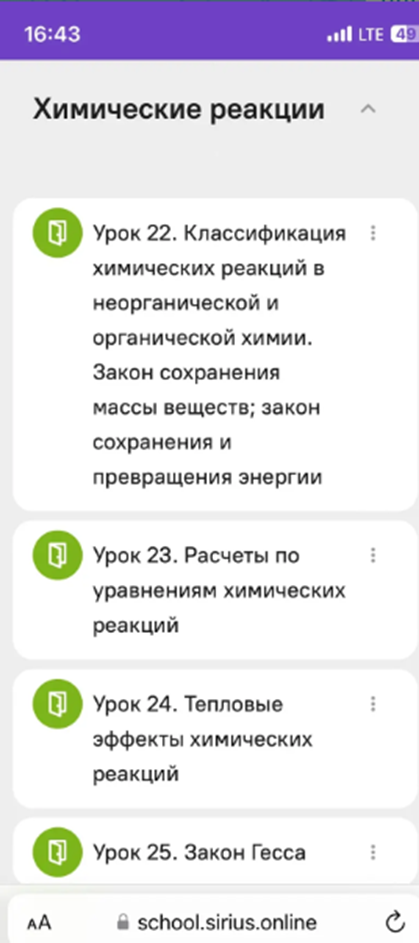 16:43 LTE 49
Химические реакции
Урок 22. Классификация
химических реакций в
неорганической и
органической химии.
Закон сохранения
массы веществ; закон
сохранения и
превращения энергии
Урок 23. Расчеты по
уравнениям химических
реакций
Урок 24. Тепловые
эффекты химических
реакций
Урок 25. Закон Гесса
AA school.sirius.online